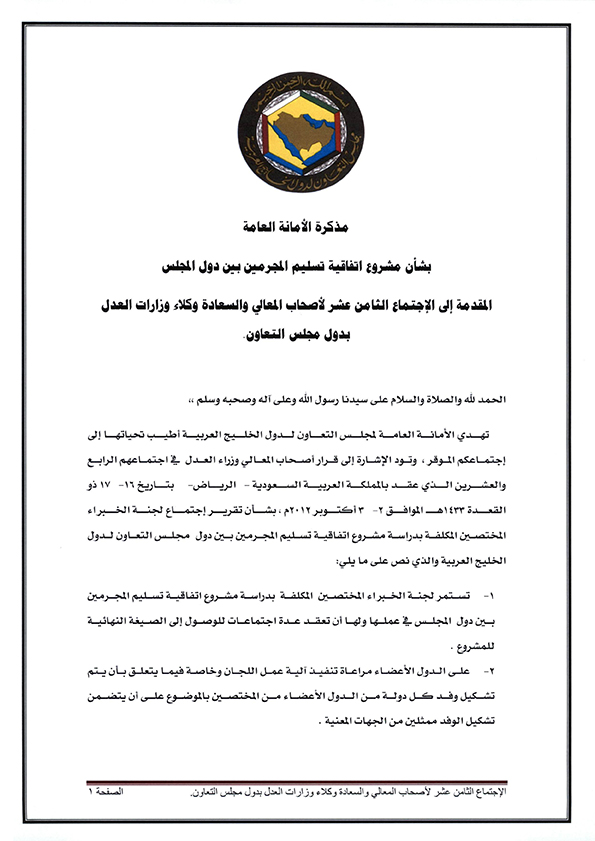 بسم الله الرحمن الرحيم
مجلس التعاون لدول الخليج العربية
مذكرة الأمانة العامة
بشأن مشروع اتفاقية تسليم المجرمين بين دول المجلس
المقدمة إلى الإجتماع الثامن عشر لأصحاب المعالي والسعادة وكلاء وزارات العدل
بدول مجلس التعاون.
الحمد لله والصلاة والسلام على سيدنا رسول الله وعلى آله وصحبه وسلم ،،
تهدي الأمانة العامة لمجلس التعاون لدول الخليج العربية أطيب تحياتها إلى
إجتماعكم الموقر ، وتود الإشارة إلى قرار أصحاب المعالي وزراء العدل في اجتماعهم الرابع
والعشرين الذي عقد بالمملكة العربية السعودية – الرياض- بتاريخ ١٦- ١٧ ذو
القعدة ١٤٣٣هـ الموافق ٢- ٣ أكتوبر ٢٠١٢م ، بشأن تقرير إجتماع لجنة الخبراء
المختصين المكلفة بدراسة مشروع اتفاقية تسليم المجرمين بين دول مجلس التعاون لدول
الخليج العربية والذي نص على ما يلي:
١- تستمر لجنة الخبراء المختصين المكلفة بدراسة مشروع اتفاقية تسليم المجرمين
بين دول المجلس في عملها ولها أن تعقد عدة اجتماعات للوصول إلى الصيغة النهائية
للمشروع .
٢- على الدول الأعضاء مراعاة تنفيذ آلية عمل اللجان وخاصة فيما يتعلق بأن يتم
تشكيل وفد كل دولة من الدول الأعضاء من المختصين بالموضوع على أن يتضمن
تشكيل الوفد ممثلين من الجهات المعنية .
الإجتماع الثامن عشر لأصحاب المعالي والسعادة وكلاء وزارات العدل بدول مجلس التعاون. الصفحة ١